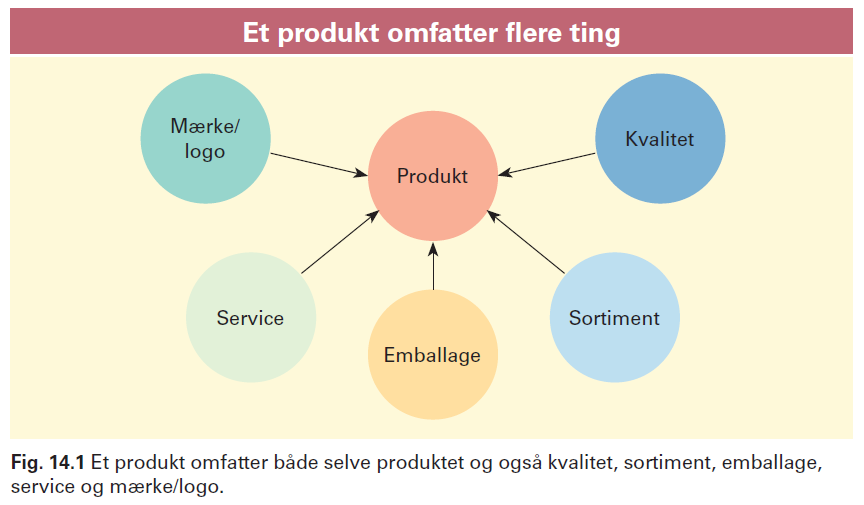 Et produkt omfatter flere ting
Mærke/
logo
Produkt
Kvalitet
Service
Emballage
Sortiment
Fig. 14.1 Et produkt omfatter både selve produktet og også kvalitet, sortiment, emballage,
service og mærke/logo.